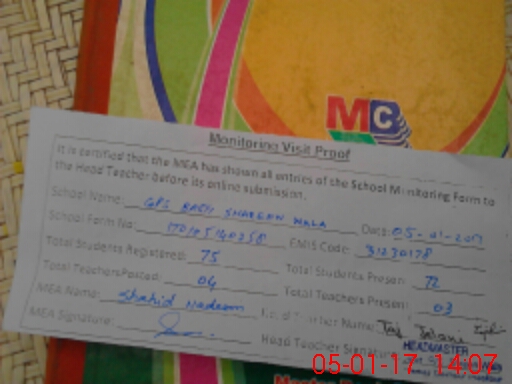 MC
Monitoring Visit Proof
It is certified that the MEA has shown all entries of the School Monitoring Form to
the Head Teacher before its online submission.
School Name: GPS SHAREEN WALA Date: 05-01-2017
School Form No: EMIS Code: 31230178
Total Students Registered: 75 Total Students Present: 72
Total Teachers Posted: 04 Total Teachers Present: 03
MEA Name: Shahid Nadeem Name:
MEA Signature: Head Teacher Signature
HEADMASTER
05-01-17 14:07